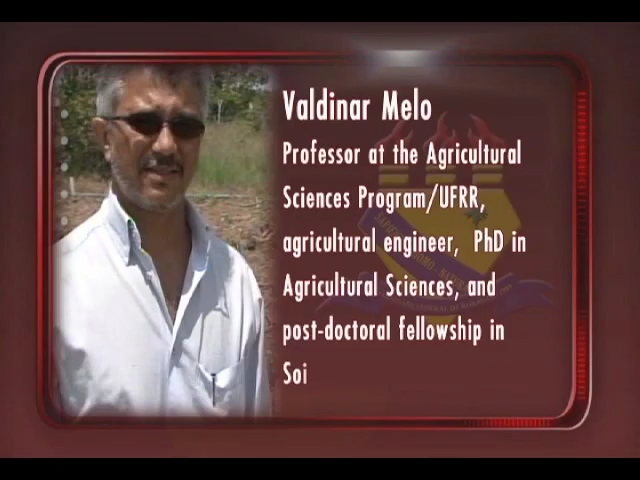 Valdinar Melo
Professor at the Agricultural
Sciences Program/UFRR,
agricultural engineer, PhD in
Agricultural Sciences, and
post-doctoral fellowship in
Soi